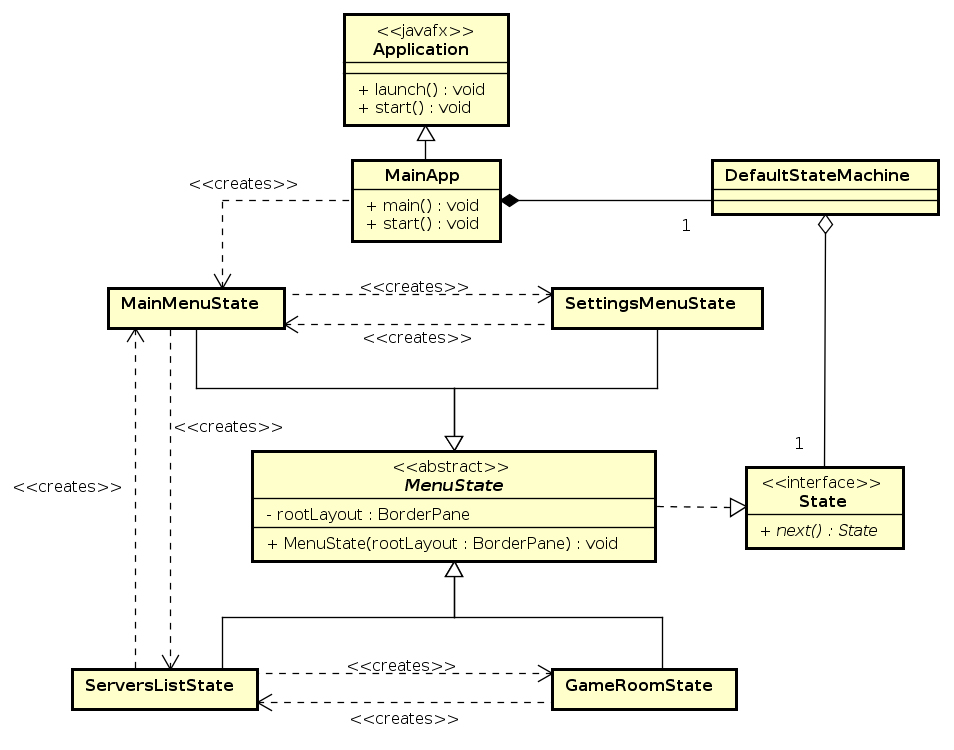 <<javafx>>
Application
+ launch() : void
+ start() : void
MainApp
+ main() : void
+ start() : void
DefaultStateMachine
<<creates>>
1
MainMenuState
<<creates>>
SettingsMenuState
<<creates>>
<<creates>>
<<creates>>
1
<<abstract>>
MenuState
- rootLayout : BorderPane
+ MenuState(rootLayout : BorderPane) : void
<<interface>>
State
+ next() : State
ServersListState
<<creates>>
GameRoomState
<<creates>>